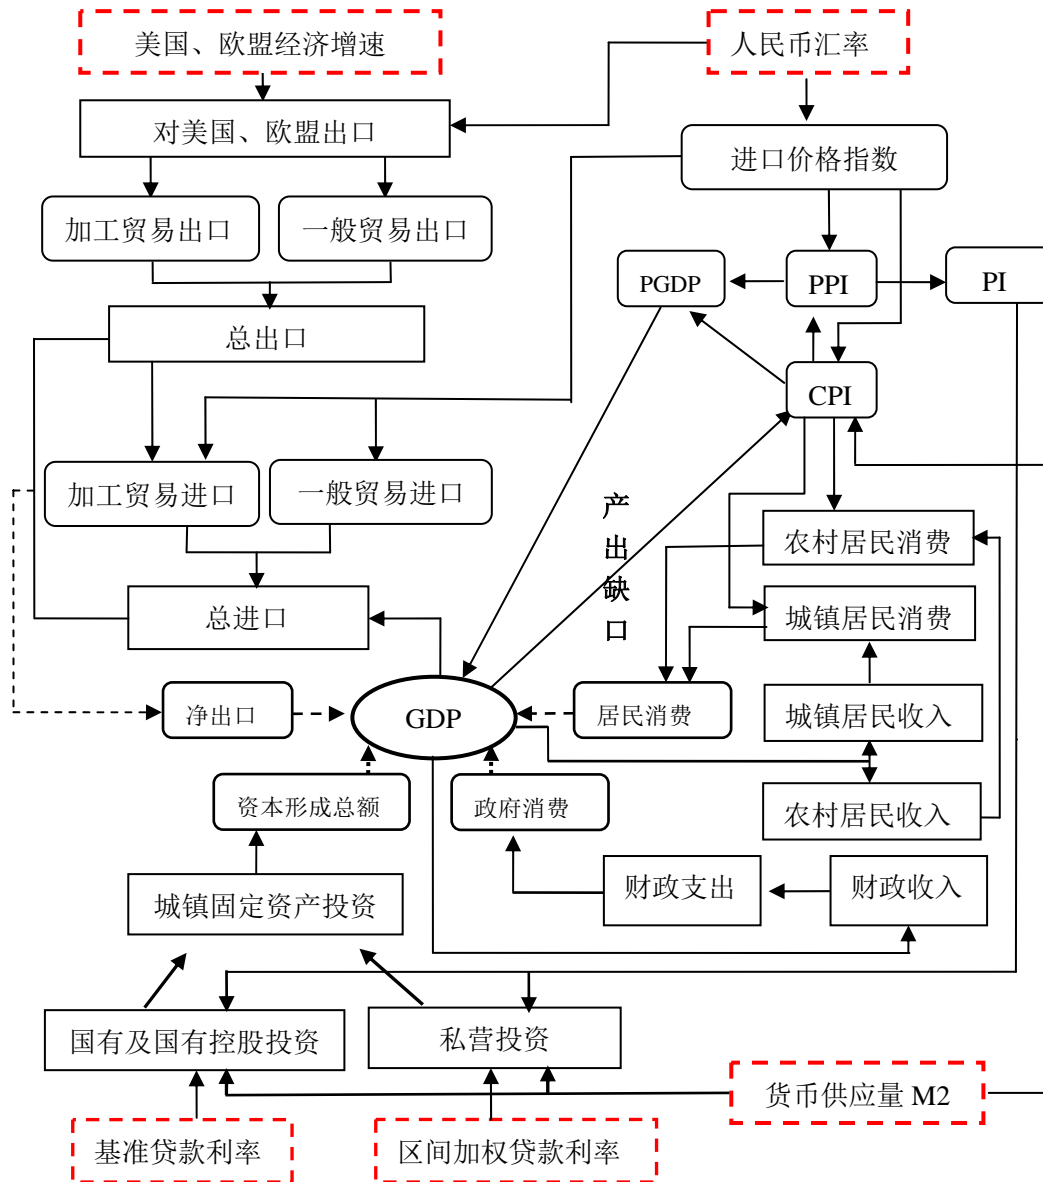 美国、欧盟经济增速
人民币汇率
对美国、欧盟出口
进口价格指数
加工贸易出口
一般贸易出口
PGDP
PPI
PI
总出口
CPI
加工贸易进口
一般贸易进口
产
出
缺
口
农村居民消费
总进口
城镇居民消费
净出口
GDP
居民消费
城镇居民收入
资本形成总额
政府消费
农村居民收入
城镇固定资产投资
财政支出
财政收入
国有及国有控股投资
私营投资
货币供应量 M2
基准贷款利率
区间加权贷款利率